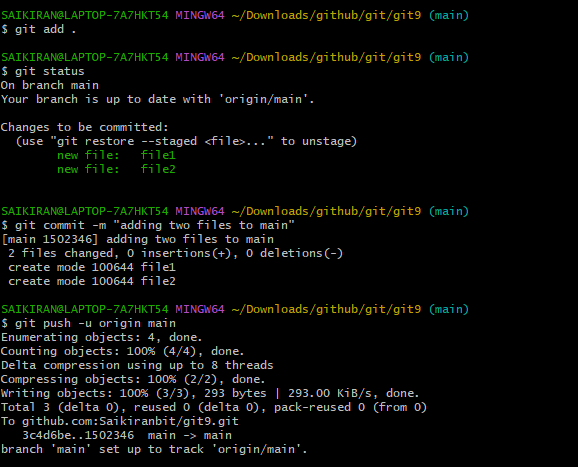 SAIKIRAN@LAPTOP-7A7HKT54 MINGW64 ~/Downloads/github/git/git9 (main)
$ git add .

SAIKIRAN@LAPTOP-7A7HKT54 MINGW64 ~/Downloads/github/git/git9 (main)
$ git status
On branch main
Your branch is up to date with 'origin/main'.

Changes to be committed:
  (use "git restore --staged <file>..." to unstage)
        new file:   file1
        new file:   file2


SAIKIRAN@LAPTOP-7A7HKT54 MINGW64 ~/Downloads/github/git/git9 (main)
$ git commit -m "adding two files to main"
[main 1502346] adding two files to main
 2 files changed, 0 insertions(+), 0 deletions(-)
 create mode 100644 file1
 create mode 100644 file2

SAIKIRAN@LAPTOP-7A7HKT54 MINGW64 ~/Downloads/github/git/git9 (main)
$ git push -u origin main
Enumerating objects: 4, done.
Counting objects: 100% (4/4), done.
Delta compression using up to 8 threads
Compressing objects: 100% (2/2), done.
Writing objects: 100% (3/3), 293 bytes | 293.00 KiB/s, done.
Total 3 (delta 0), reused 0 (delta 0), pack-reused 0 (from 0)
To github.com:Saikiranbit/git9.git
   3c4d6be..1502346  main -> main
branch 'main' set up to track 'origin/main'.